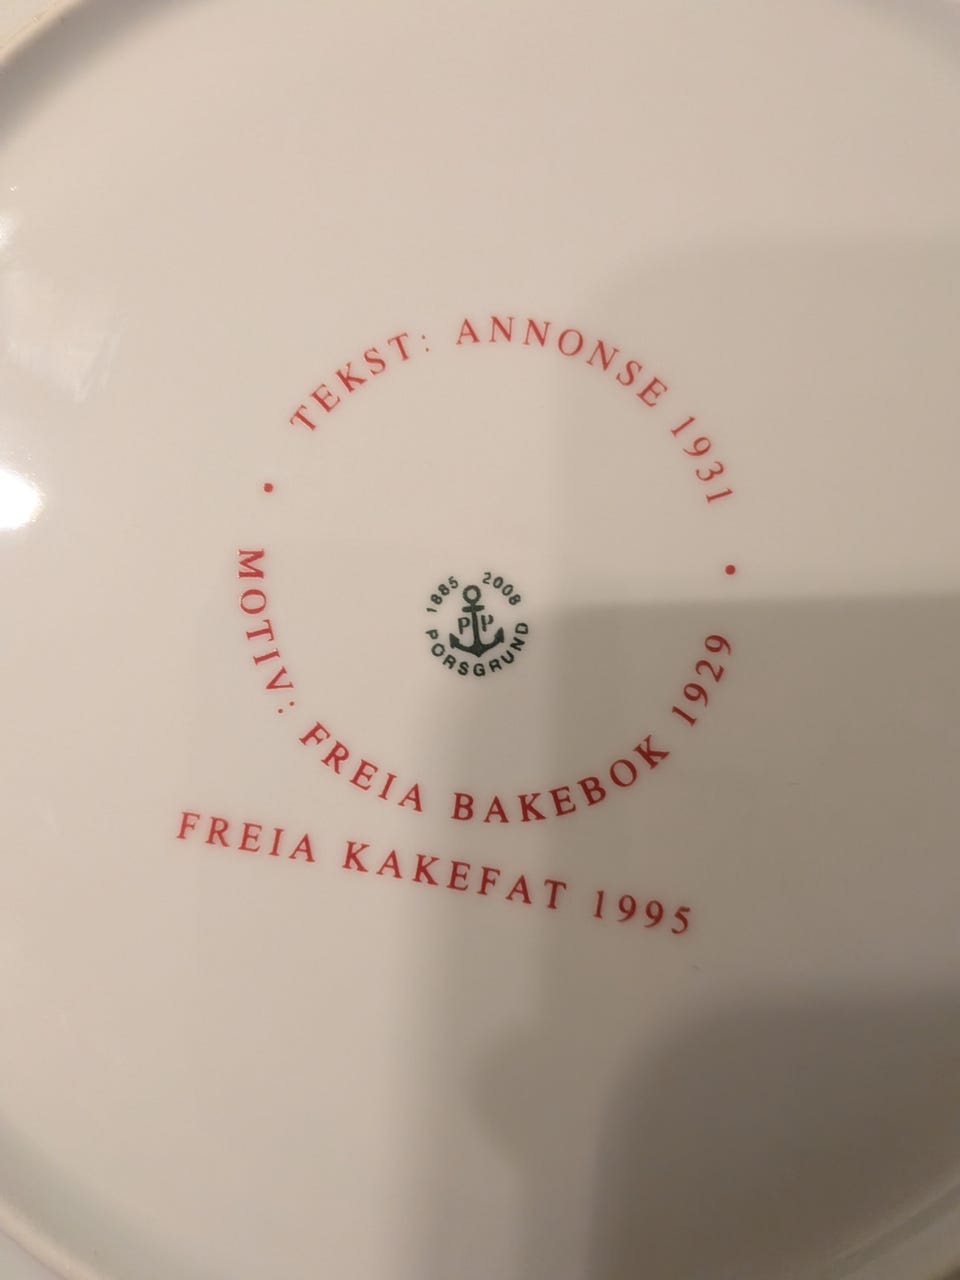 TEKST: ANNONSE 1931
•
MOTIV: FREIA BAKEBOK 1929
•
1885 2008
PP
PORSGRUND
FREIA KAKEFAT 1995